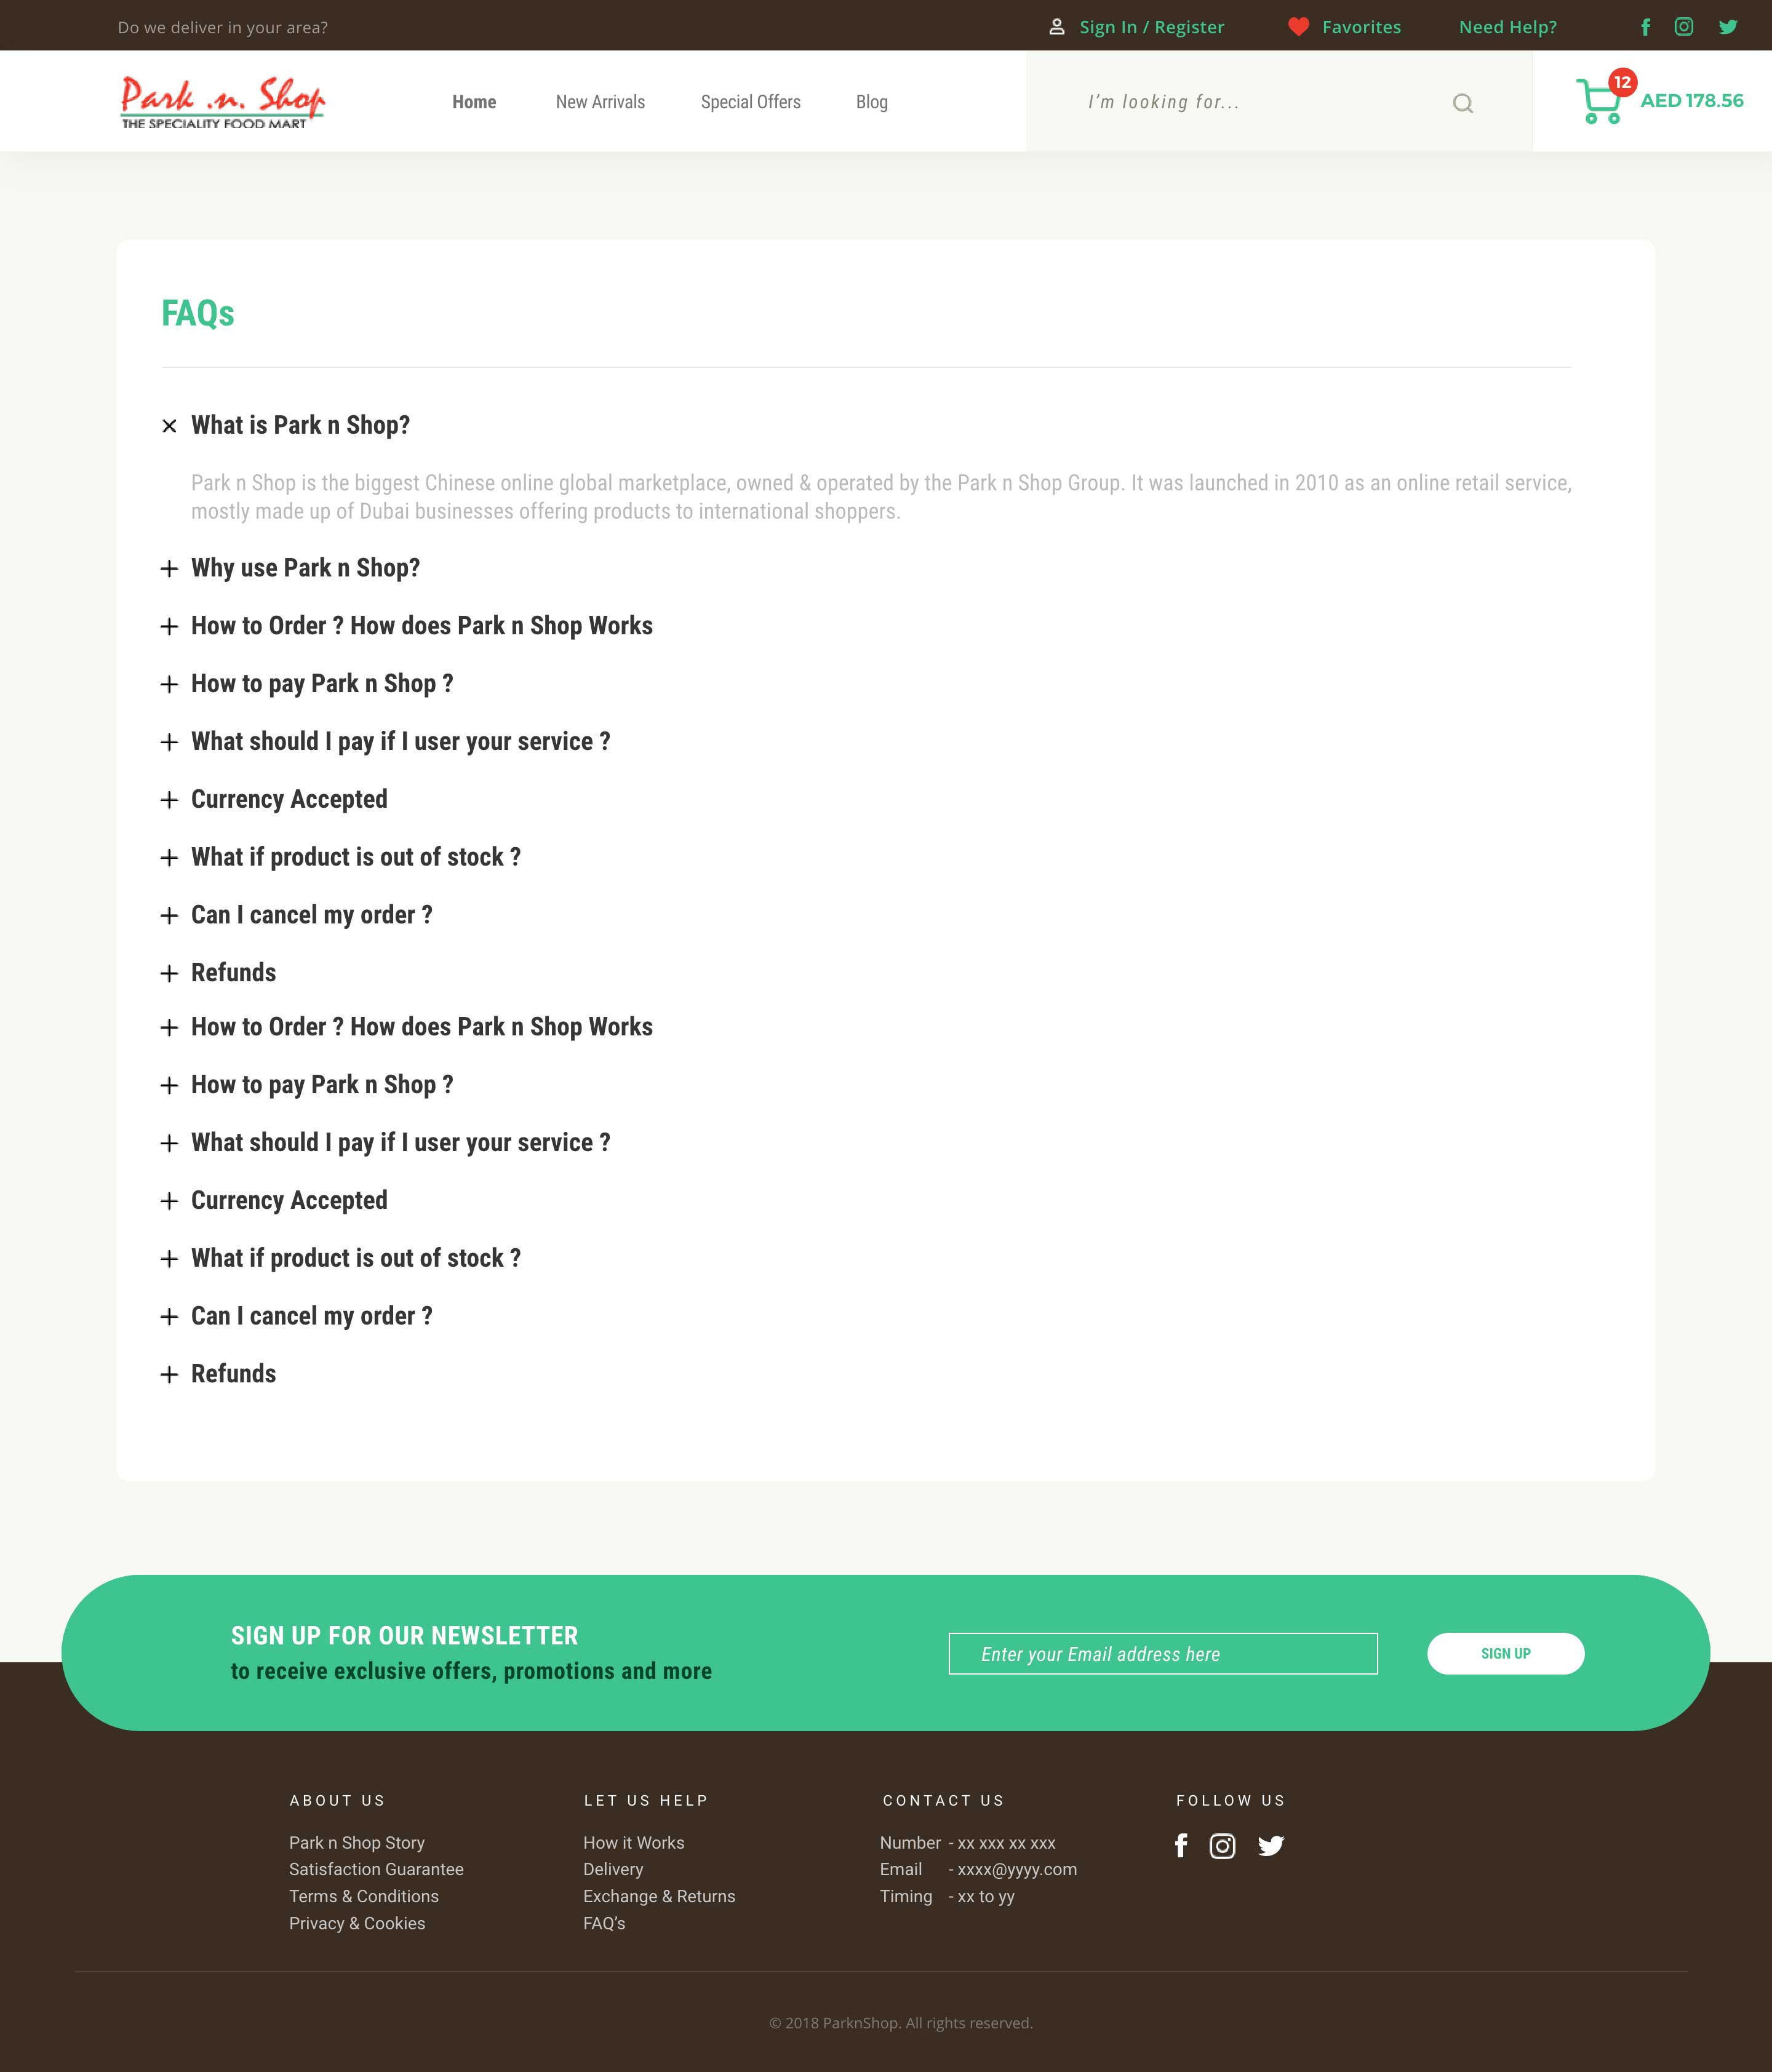 Do we deliver in your area?
Sign In / Register
Favorites
Need Help?
Park .n. Shop
THE SPECIALITY FOOD MART
Home
New Arrivals
Special Offers
Blog
I'm looking for...
12
AED 178.56
FAQs
What is Park n Shop?
Park n Shop is the biggest Chinese online global marketplace, owned & operated by the Park n Shop Group. It was launched in 2010 as an online retail service,
mostly made up of Dubai businesses offering products to international shoppers.
Why use Park n Shop?
How to Order ? How does Park n Shop Works
How to pay Park n Shop ?
What should I pay if I user your service ?
Currency Accepted
What if product is out of stock ?
Can I cancel my order ?
Refunds
How to Order ? How does Park n Shop Works
How to pay Park n Shop ?
What should I pay if I user your service ?
Currency Accepted
What if product is out of stock ?
Can I cancel my order ?
Refunds
SIGN UP FOR OUR NEWSLETTER
to receive exclusive offers, promotions and more
Enter your Email address here
SIGN UP
ABOUT US
Park n Shop Story
Satisfaction Guarantee
Terms & Conditions
Privacy & Cookies
LET US HELP
How it Works
Delivery
Exchange & Returns
FAQ's
CONTACT US
Number - xx xxx xx xxx
Email - xxxx@yyyy.com
Timing - xx to yy
FOLLOW US
© 2018 ParknShop. All rights reserved.